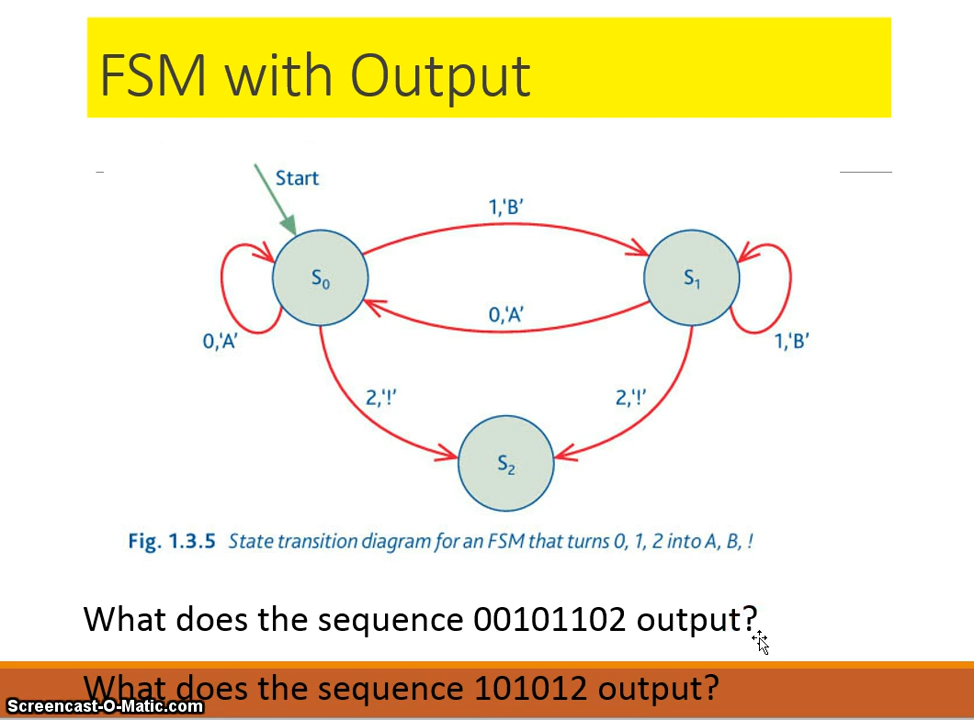 FSM with Output
Start
1,'B'
S0
S1
0,'A'
0,'A'
1,'B'
2,'!'
2,'!'
S2
Fig. 1.3.5 State transition diagram for an FSM that turns 0, 1, 2 into A, B, !
What does the sequence 00101102 output?
What does the sequence 101012 output?
Screencast-O-Matic.com